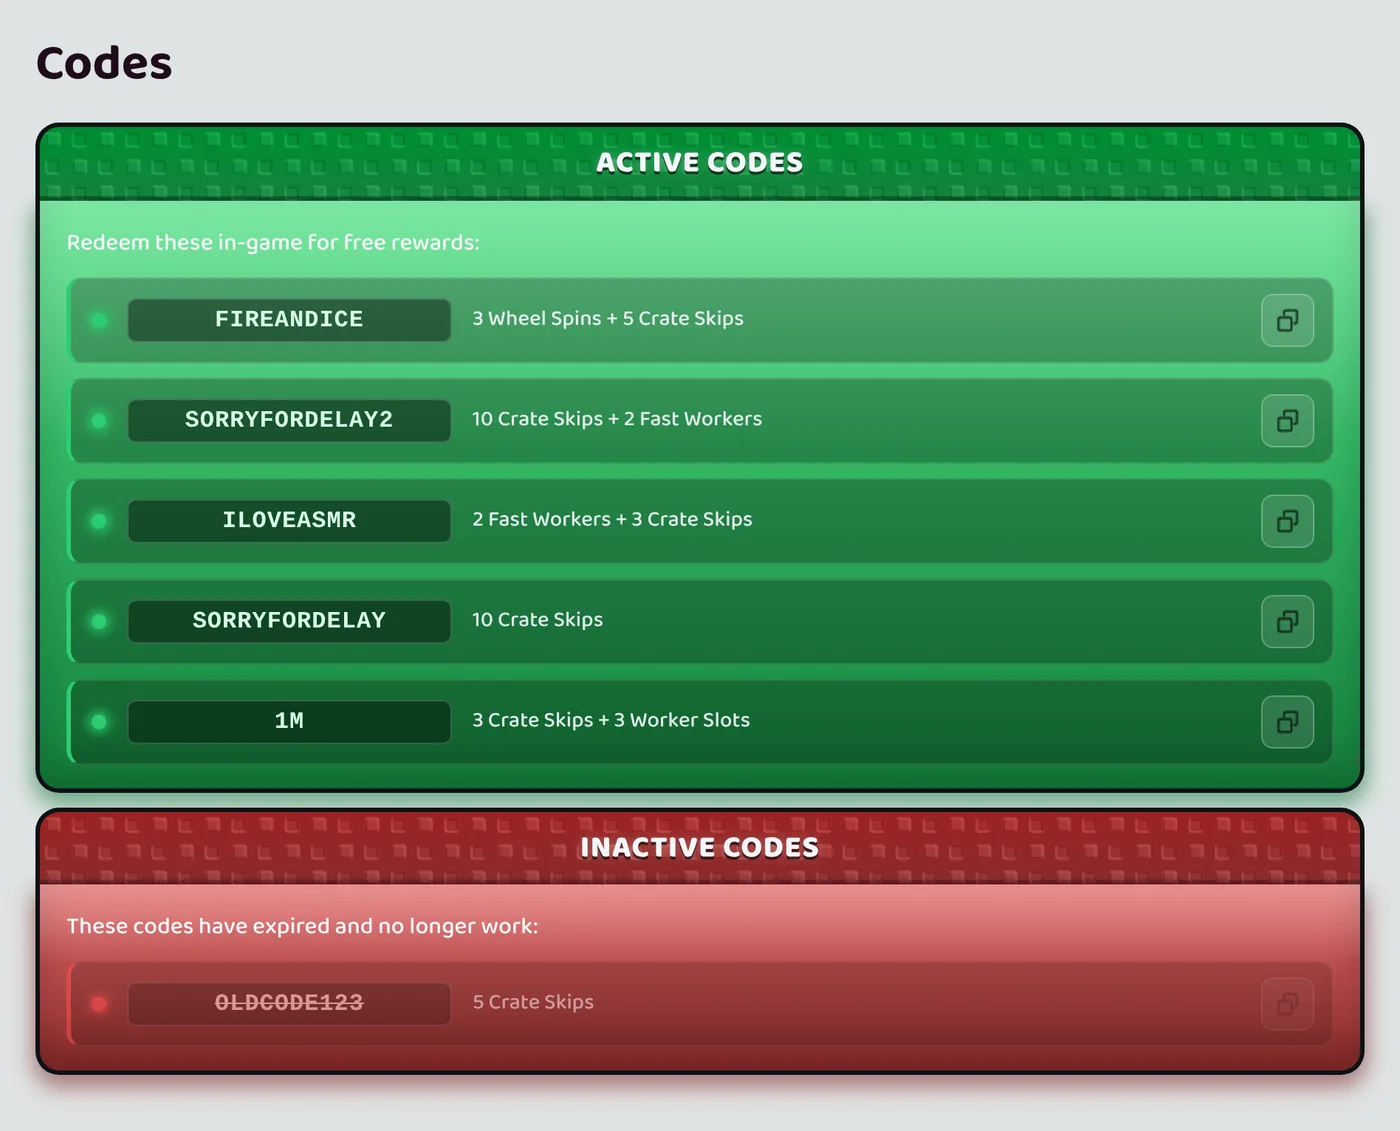 Codes
ACTIVE CODES
Redeem these in-game for free rewards:
FIREANDICE 3 Wheel Spins + 5 Crate Skips
SORRYFORDELAY2 10 Crate Skips + 2 Fast Workers
ILOVEASMR 2 Fast Workers + 3 Crate Skips
SORRYFORDELAY 10 Crate Skips
1M 3 Crate Skips + 3 Worker Slots
INACTIVE CODES
These codes have expired and no longer work:
OLDCODE123 5 Crate Skips